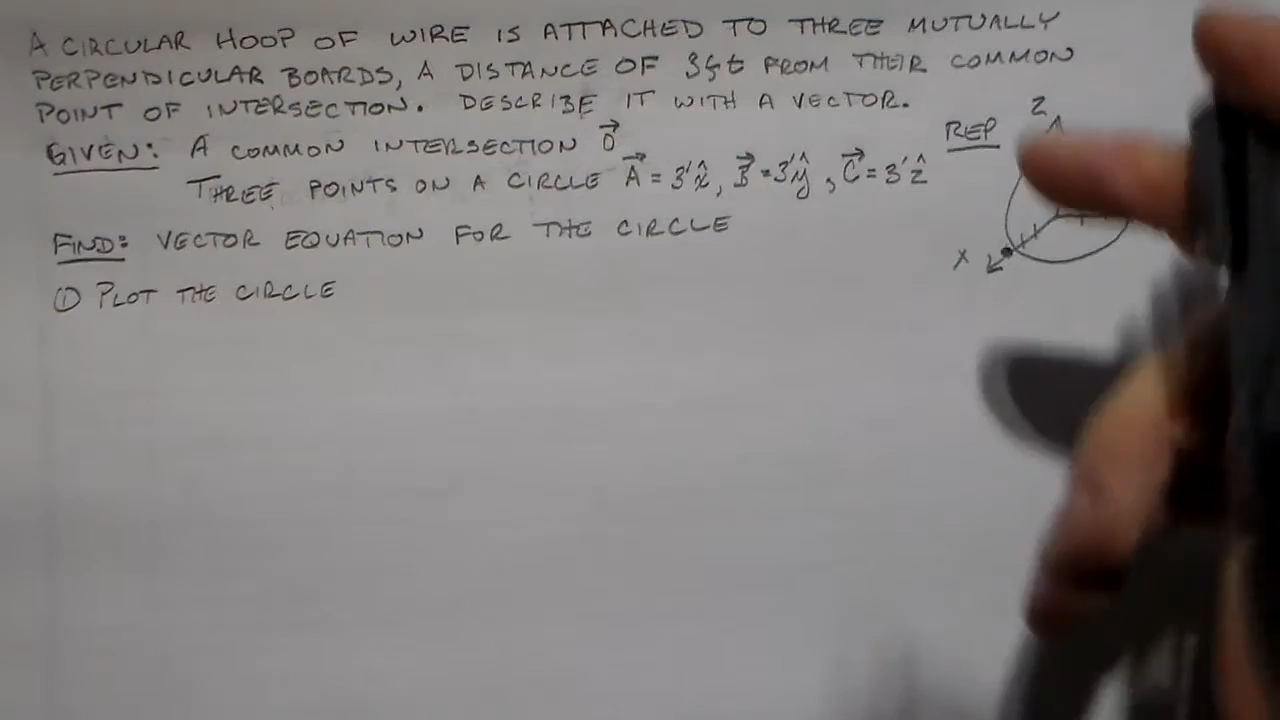 A CIRCULAR HOOP OF WIRE IS ATTACHED TO THREE MUTUALLY
PERPENDICULAR BOARDS, A DISTANCE OF 3ft FROM THEIR COMMON
POINT OF INTERSECTION. DESCRIBE IT WITH A VECTOR.
GIVEN: A COMMON INTERSECTION O⃗
THREE POINTS ON A CIRCLE A⃗ = 3'x̂, B⃗ = 3'ŷ, C⃗ = 3'ẑ
REP
Z
X
FIND: VECTOR EQUATION FOR THE CIRCLE
① PLOT THE CIRCLE